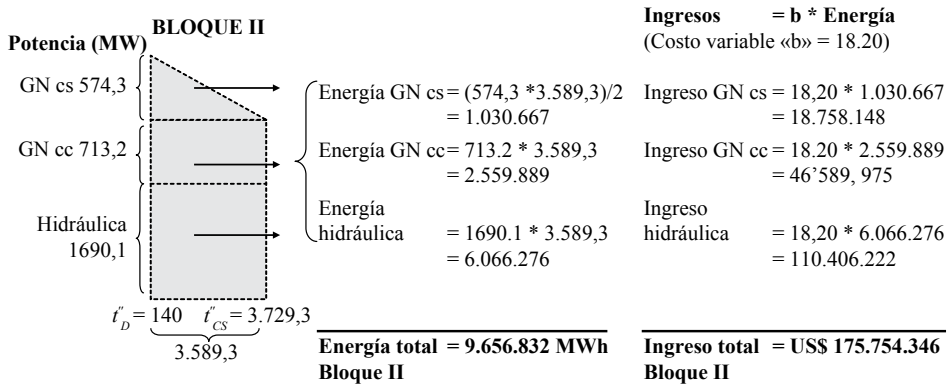 BLOQUE II
Potencia (MW)
GN cs 574,3
GN cc 713,2
Hidráulica
1690,1
t"D = 140 t"CS = 3.729,3
3.589,3
Energía GN cs = (574,3 *3.589,3)/2
= 1.030.667
Energía GN cc = 713.2 * 3.589,3
= 2.559.889
Energía
hidráulica = 1690.1 * 3.589,3
= 6.066.276
Energía total = 9.656.832 MWh
Bloque II
Ingresos = b * Energía
(Costo variable «b» = 18.20)
Ingreso GN cs = 18,20 * 1.030.667
= 18.758.148
Ingreso GN cc = 18.20 * 2.559.889
= 46’589, 975
Ingreso
hidráulica = 18,20 * 6.066.276
= 110.406.222
Ingreso total = US$ 175.754.346
Bloque II